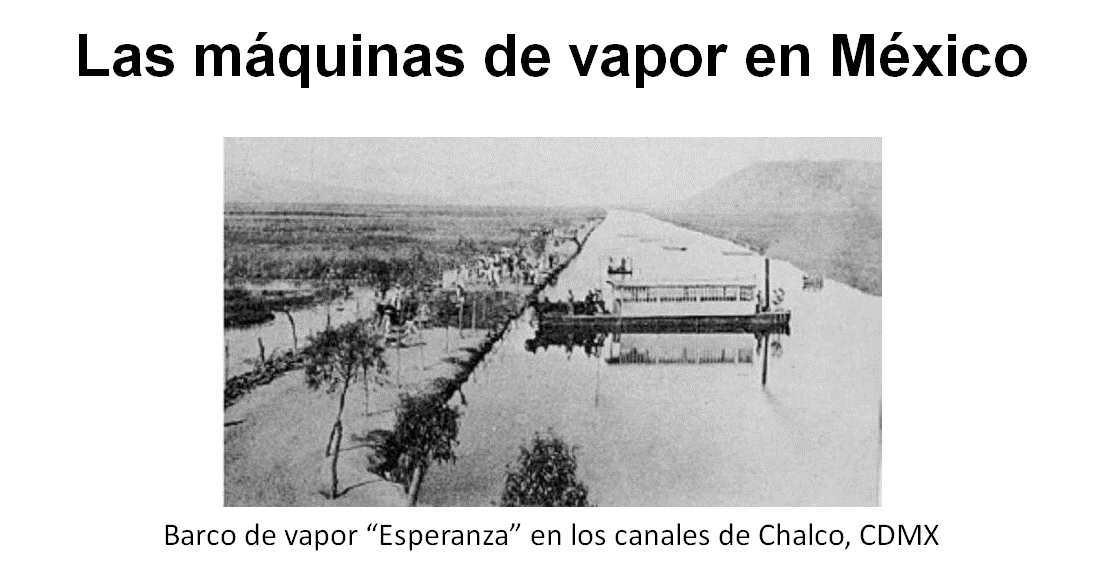 Las máquinas de vapor en México
Barco de vapor “Esperanza” en los canales de Chalco, CDMX